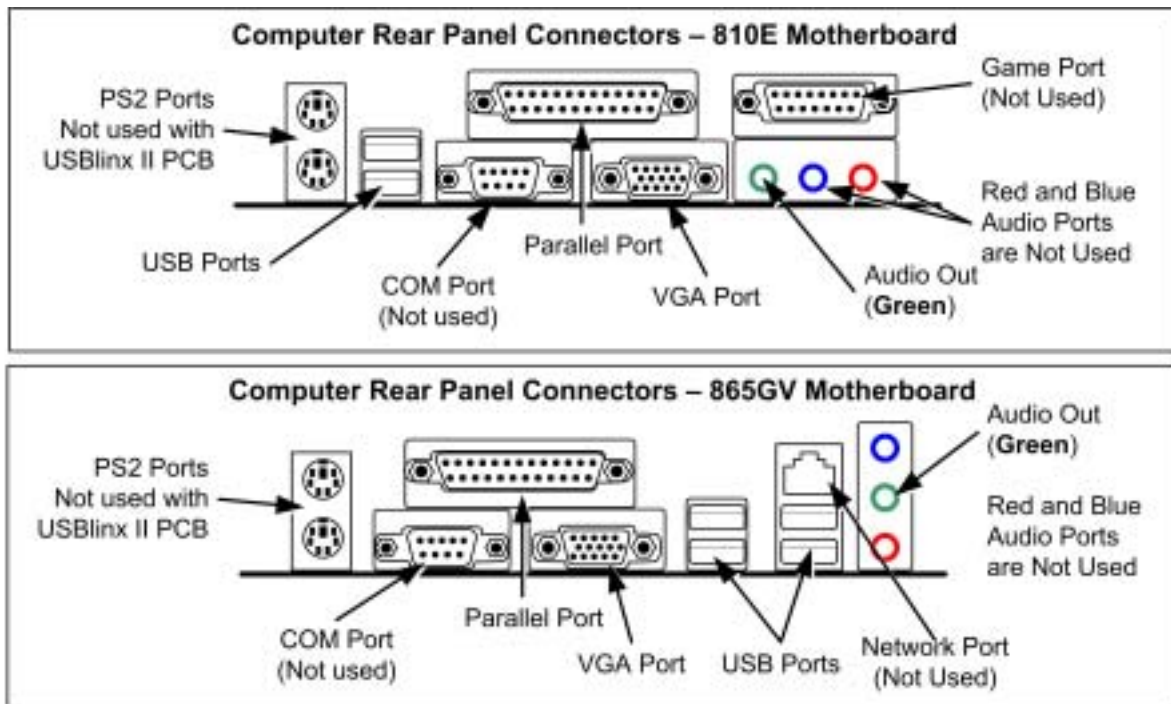 Computer Rear Panel Connectors – 810E Motherboard
PS2 Ports
Not used with
USBlinx II PCB
Game Port
(Not Used)
USB Ports
COM Port
(Not used)
Parallel Port
VGA Port
Audio Out
(Green)
Red and Blue
Audio Ports
are Not Used
Computer Rear Panel Connectors – 865GV Motherboard
PS2 Ports
Not used with
USBlinx II PCB
Audio Out
(Green)
Red and Blue
Audio Ports
are Not Used
COM Port
(Not used)
Parallel Port
VGA Port
USB Ports
Network Port
(Not Used)